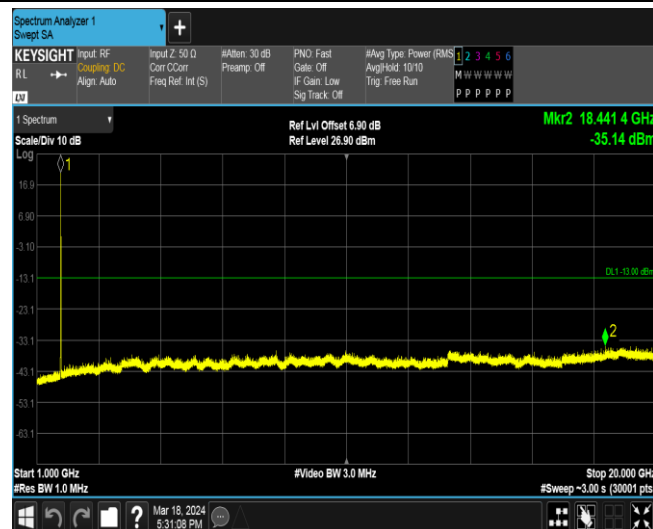 Spectrum Analyzer 1
Swept SA
+
KEYSIGHT
RL
LXI
Input: RF
Coupling: DC
Align: Auto
Input Z: 50 Ω
Corr CCorr
Freq Ref: Int (S)
#Atten: 30 dB
Preamp: Off
PNO: Fast
Gate: Off
IF Gain: Low
Sig Track: Off
#Avg Type: Power (RMS
Avg|Hold: 10/10
Trig: Free Run
1 2 3 4 5 6
M W W W W W
P P P P P P
1 Spectrum
Scale/Div 10 dB
Log
Ref Lvl Offset 6.90 dB
Ref Level 26.90 dBm
Mkr2 18.441 4 GHz
-35.14 dBm
1
16.9
6.90
-3.10
-13.1
DL1 -13.00 dBm
-23.1
-33.1
2
-43.1
-53.1
-63.1
Start 1.000 GHz
#Res BW 1.0 MHz
#Video BW 3.0 MHz
Stop 20.000 GHz
#Sweep ~3.00 s (30001 pts
?
Mar 18, 2024
5:31:08 PM